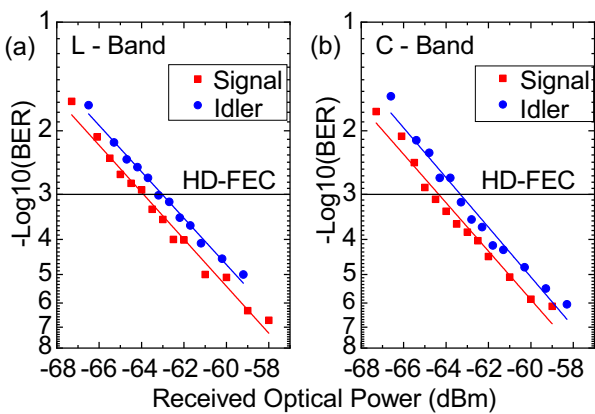 (a)
L - Band
Signal
Idler
HD-FEC
(b)
C - Band
Signal
Idler
HD-FEC
-Log10(BER)
1
2
3
4
5
6
7
8
-68 -66 -64 -62 -60 -58
-Log10(BER)
1
2
3
4
5
6
7
8
-68 -66 -64 -62 -60 -58
Received Optical Power (dBm)